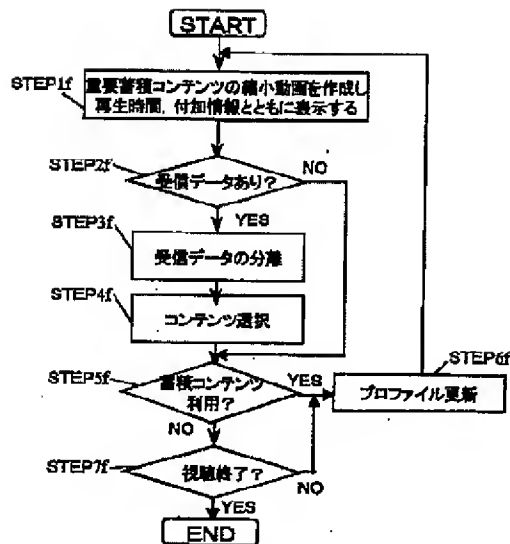 START
STEP1f
重要蓄積コンテンツの縮小動画を作成し
再生時間，付加情報とともに表示する
STEP2f
受信データあり？
NO
YES
STEP3f
受信データの分離
STEP4f
コンテンツ選択
STEP5f
蓄積コンテンツ
利用？
YES
STEP6f
プロファイル更新
NO
STEP7f
視聴終了？
NO
YES
END